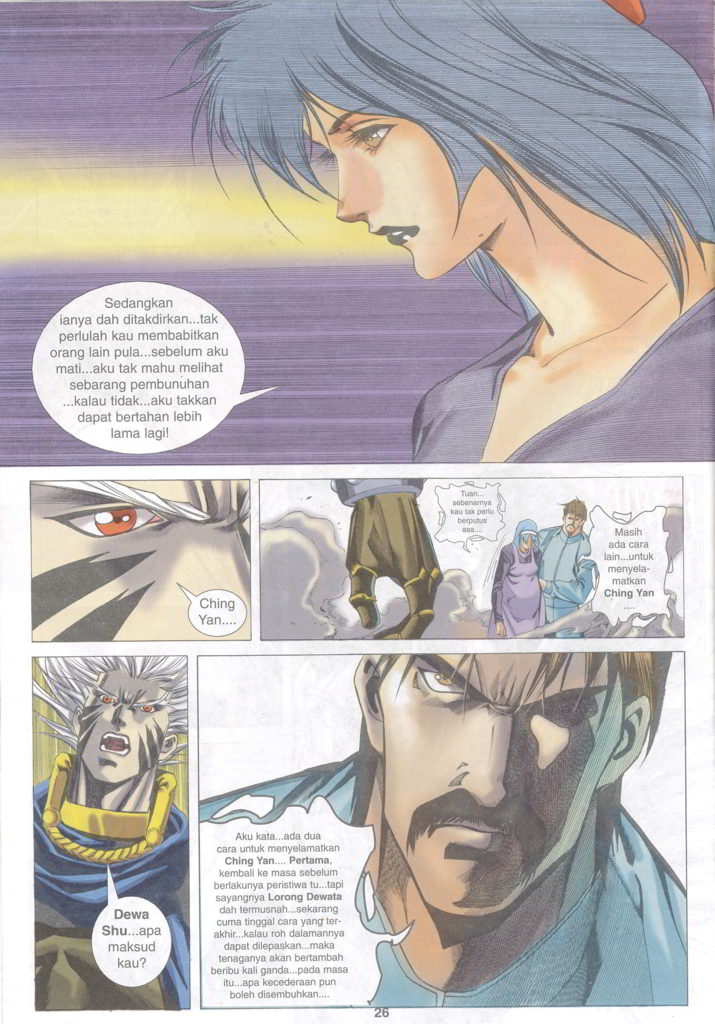 Sedangkan
ianya dah ditakdirkan...tak
perlulah kau membabitkan
orang lain pula...sebelum aku
mati...aku tak mahu melihat
sebarang pembunuhan
...kalau tidak...aku takkan
dapat bertahan lebih
lama lagi!
Ching
Yan....
Tuan...
sebenarnya
kau tak perlu
berputus
asa....
Masih
ada cara
lain...untuk
menyela-
matkan
Ching Yan
....
Dewa
Shu...apa
maksud
kau?
Aku kata...ada dua
cara untuk menyelamatkan
Ching Yan.... Pertama,
kembali ke masa sebelum
berlakunya peristiwa tu...tapi
sayangnya Lorong Dewata
dah termusnah...sekarang
cuma tinggal cara yang ter-
akhir...kalau roh dalamannya
dapat dilepaskan...maka
tenaganya akan bertambah
beribu kali ganda...pada masa
itu...apa kecederaan pun
boleh disembuhkan....
26